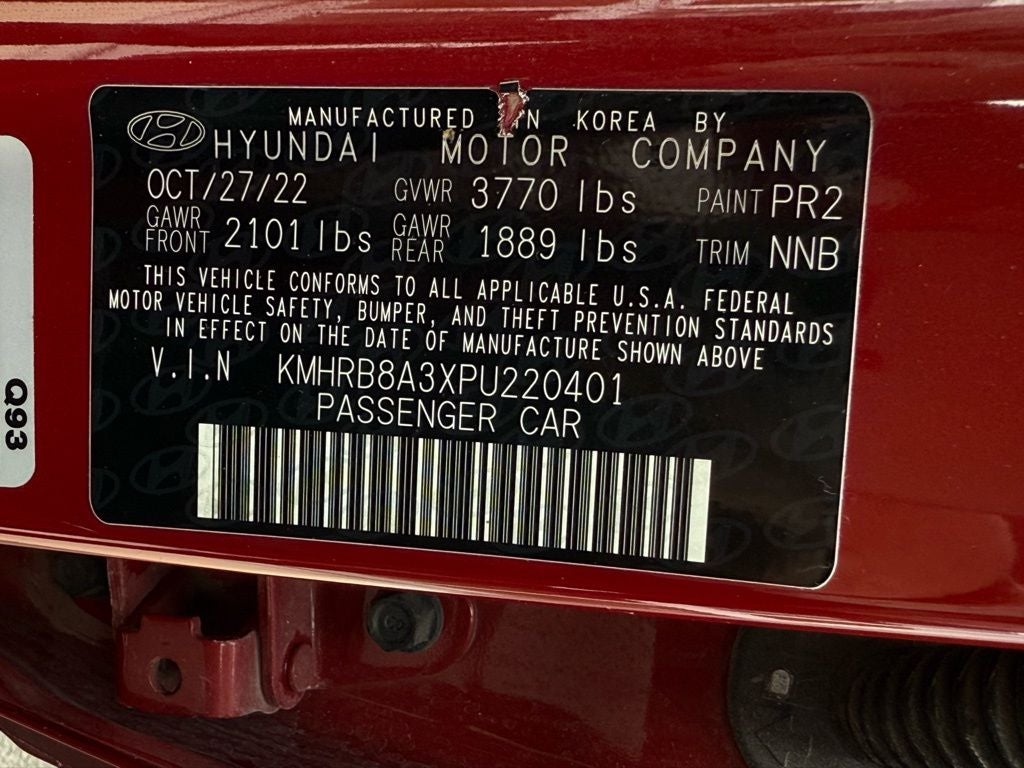 MANUFACTURED IN KOREA BY
HYUNDAI MOTOR COMPANY
OCT/27/22 GVWR 3770 lbs PAINT PR2
GAWR FRONT 2101 lbs GAWR REAR 1889 lbs TRIM NNB
THIS VEHICLE CONFORMS TO ALL APPLICABLE U.S.A. FEDERAL
MOTOR VEHICLE SAFETY, BUMPER, AND THEFT PREVENTION STANDARDS
IN EFFECT ON THE DATE OF MANUFACTURE SHOWN ABOVE
V.I.N KMHRB8A3XPU220401
PASSENGER CAR
Q93